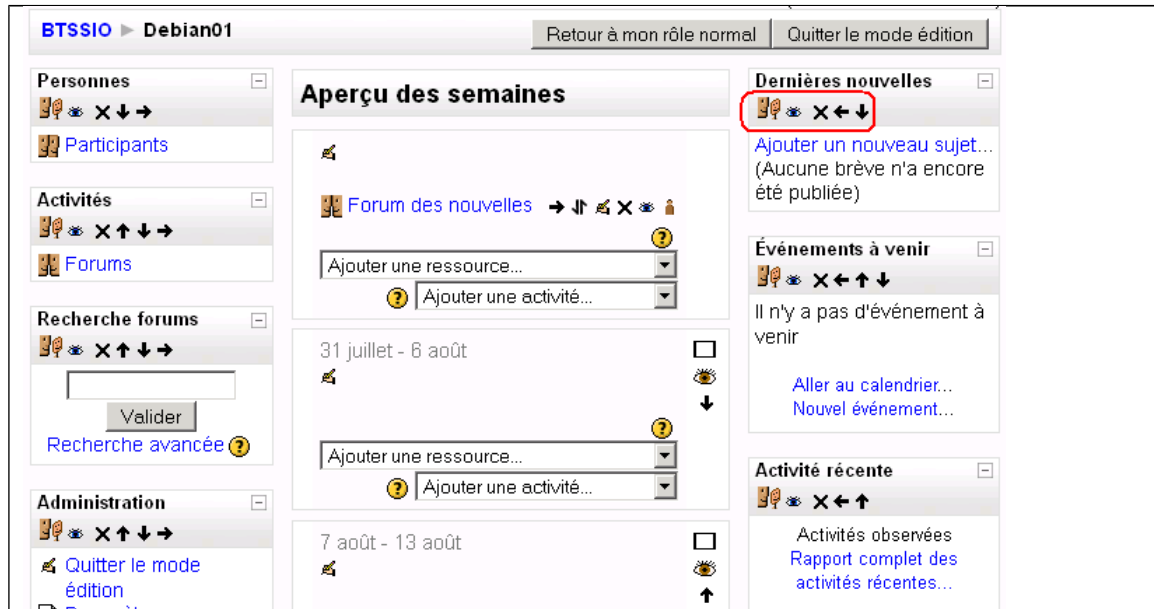 BTSSIO ► Debian01
Retour à mon rôle normal
Quitter le mode édition
Personnes
Participants
Activités
Forums
Recherche forums
Valider
Recherche avancée
Administration
Quitter le mode
édition
Aperçu des semaines
Forum des nouvelles
Ajouter une ressource...
Ajouter une activité...
31 juillet - 6 août
Ajouter une ressource...
Ajouter une activité...
7 août - 13 août
Dernières nouvelles
Ajouter un nouveau sujet...
(Aucune brève n'a encore
été publiée)
Événements à venir
Il n'y a pas d'événement à
venir
Aller au calendrier...
Nouvel événement...
Activité récente
Activités observées
Rapport complet des
activités récentes...